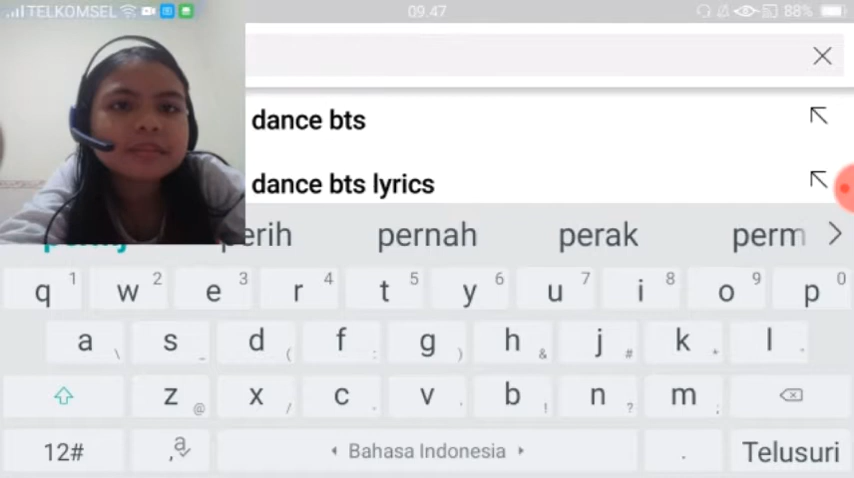 TELKOMSEL 09.47 88%
dance bts
dance bts lyrics
perih pernah perak perm
q 1 w 2 e 3 r 4 t 5 y 6 u 7 i 8 o 9 p 0
a \ s _ d ( f : g ) h & j # k * l
z @ x / c v b ! n ? m ;
12# ,a Bahasa Indonesia . Telusuri